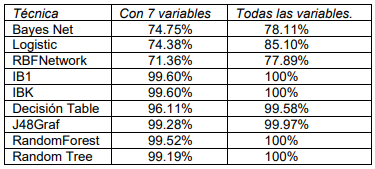 Técnica Con 7 variables Todas las variables.
Bayes Net 74.75% 78.11%
Logistic 74.38% 85.10%
RBFNetwork 71.36% 77.89%
IB1 99.60% 100%
IBK 99.60% 100%
Decisión Table 96.11% 99.58%
J48Graf 99.28% 99.97%
RandomForest 99.52% 100%
Random Tree 99.19% 100%